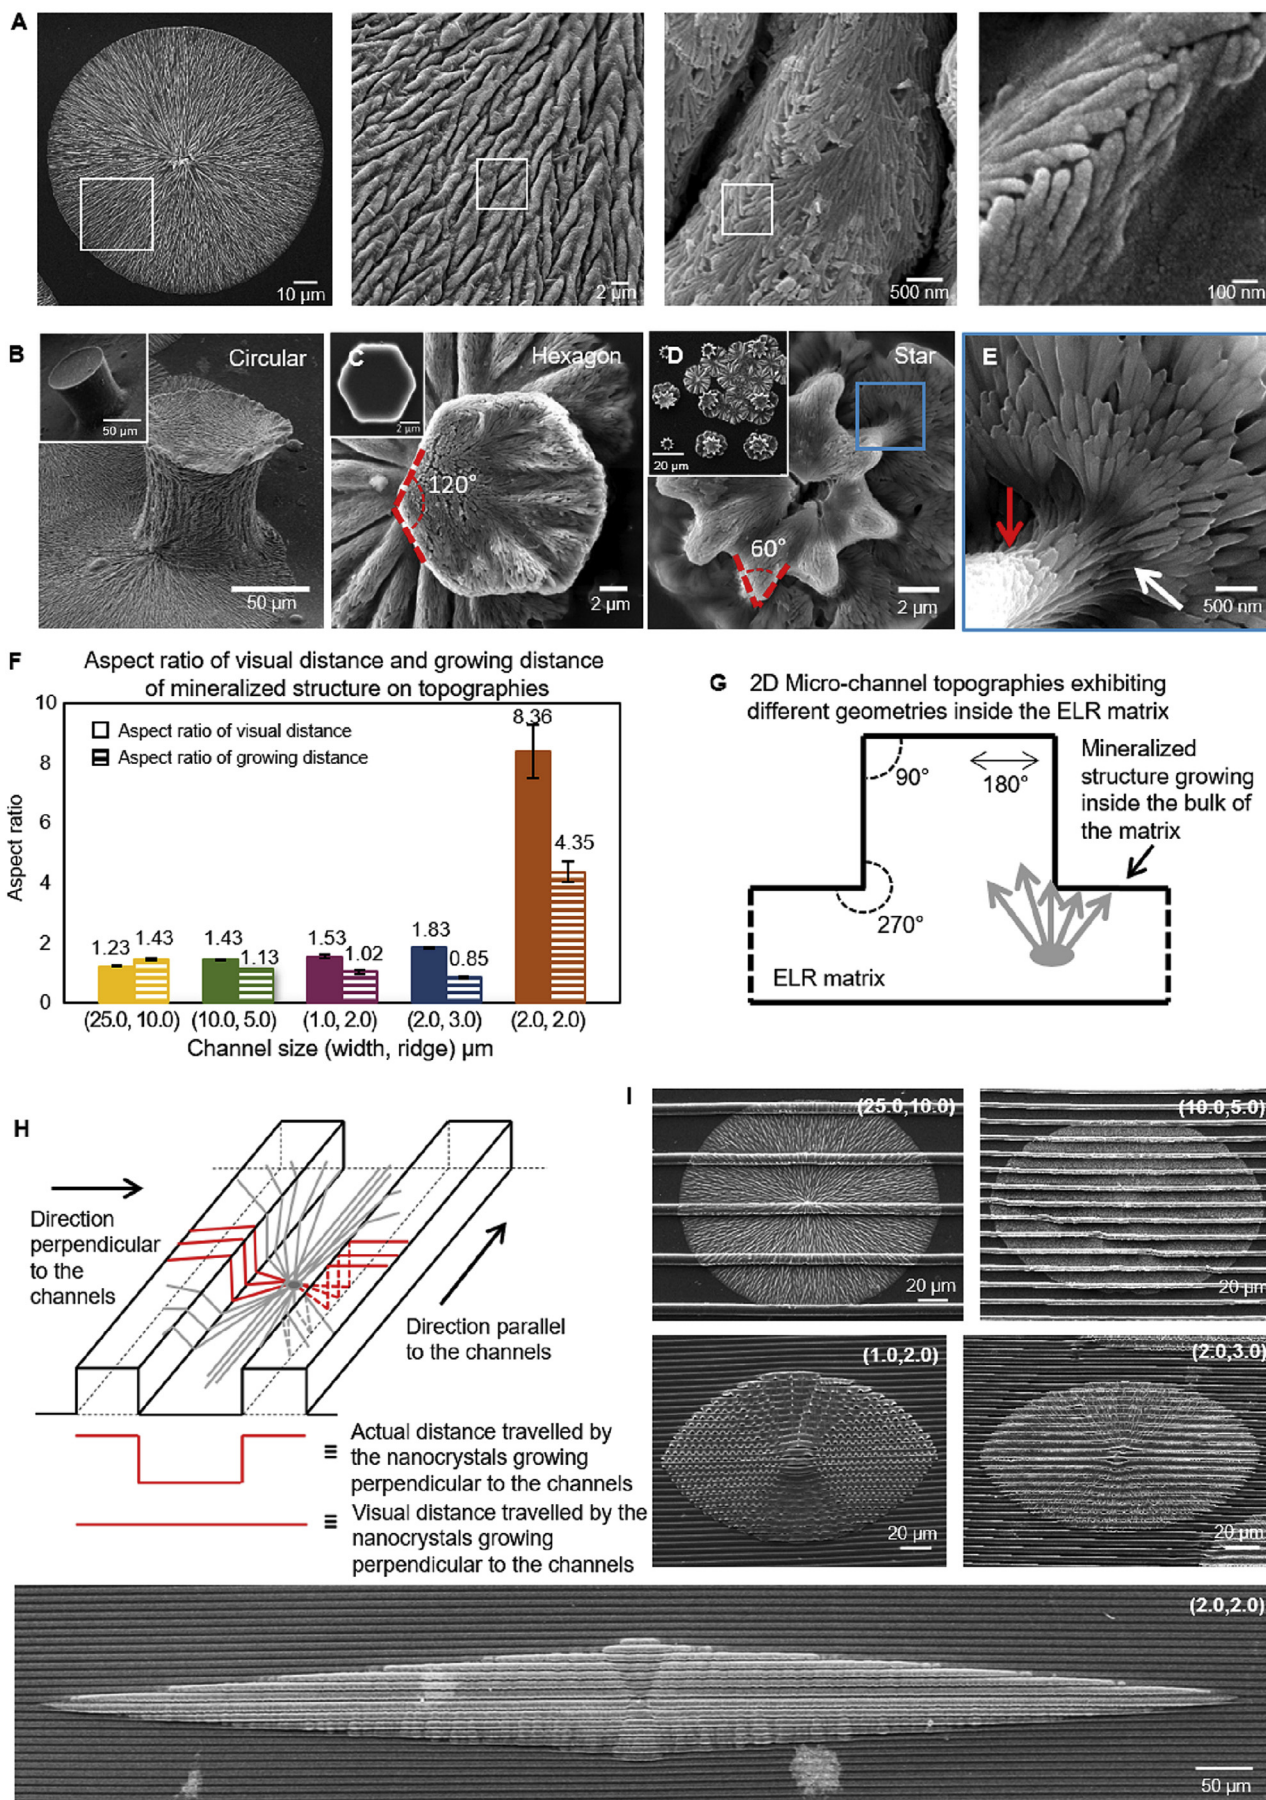 A
10 µm
2 µm
500 nm
100 nm
B
Circular
50 µm
50 µm
C
Hexagon
2 µm
120°
2 µm
D
Star
20 µm
60°
2 µm
E
500 nm
F
Aspect ratio of visual distance and growing distance
of mineralized structure on topographies
Aspect ratio
10
8
6
4
2
0
Aspect ratio of visual distance
Aspect ratio of growing distance
1.23
1.43
1.43
1.13
1.53
1.02
1.83
0.85
8.36
4.35
(25.0, 10.0)
(10.0, 5.0)
(1.0, 2.0)
(2.0, 3.0)
(2.0, 2.0)
Channel size (width, ridge) µm
G
2D Micro-channel topographies exhibiting
different geometries inside the ELR matrix
90°
180°
270°
Mineralized
structure growing
inside the bulk of
the matrix
ELR matrix
H
Direction
perpendicular
to the
channels
Direction parallel
to the channels
≡ Actual distance travelled by
the nanocrystals growing
perpendicular to the channels
≡ Visual distance travelled by the
nanocrystals growing
perpendicular to the channels
I
(25.0,10.0)
20 µm
(10.0,5.0)
20 µm
(1.0,2.0)
20 µm
(2.0,3.0)
20 µm
(2.0,2.0)
50 µm